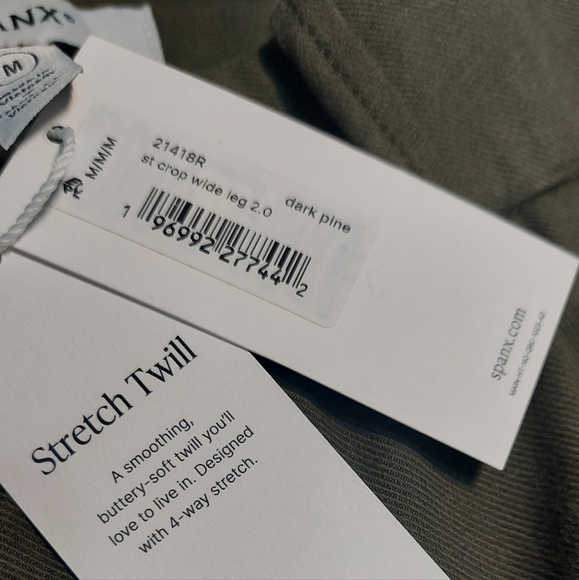 ANX®
M
M/M/M
21418R
st crop wide leg 2.0 dark pine
1 96992 27744 2
spanx.com
Stretch Twill
A smoothing,
buttery-soft twill you'll
love to live in. Designed
with 4-way stretch.